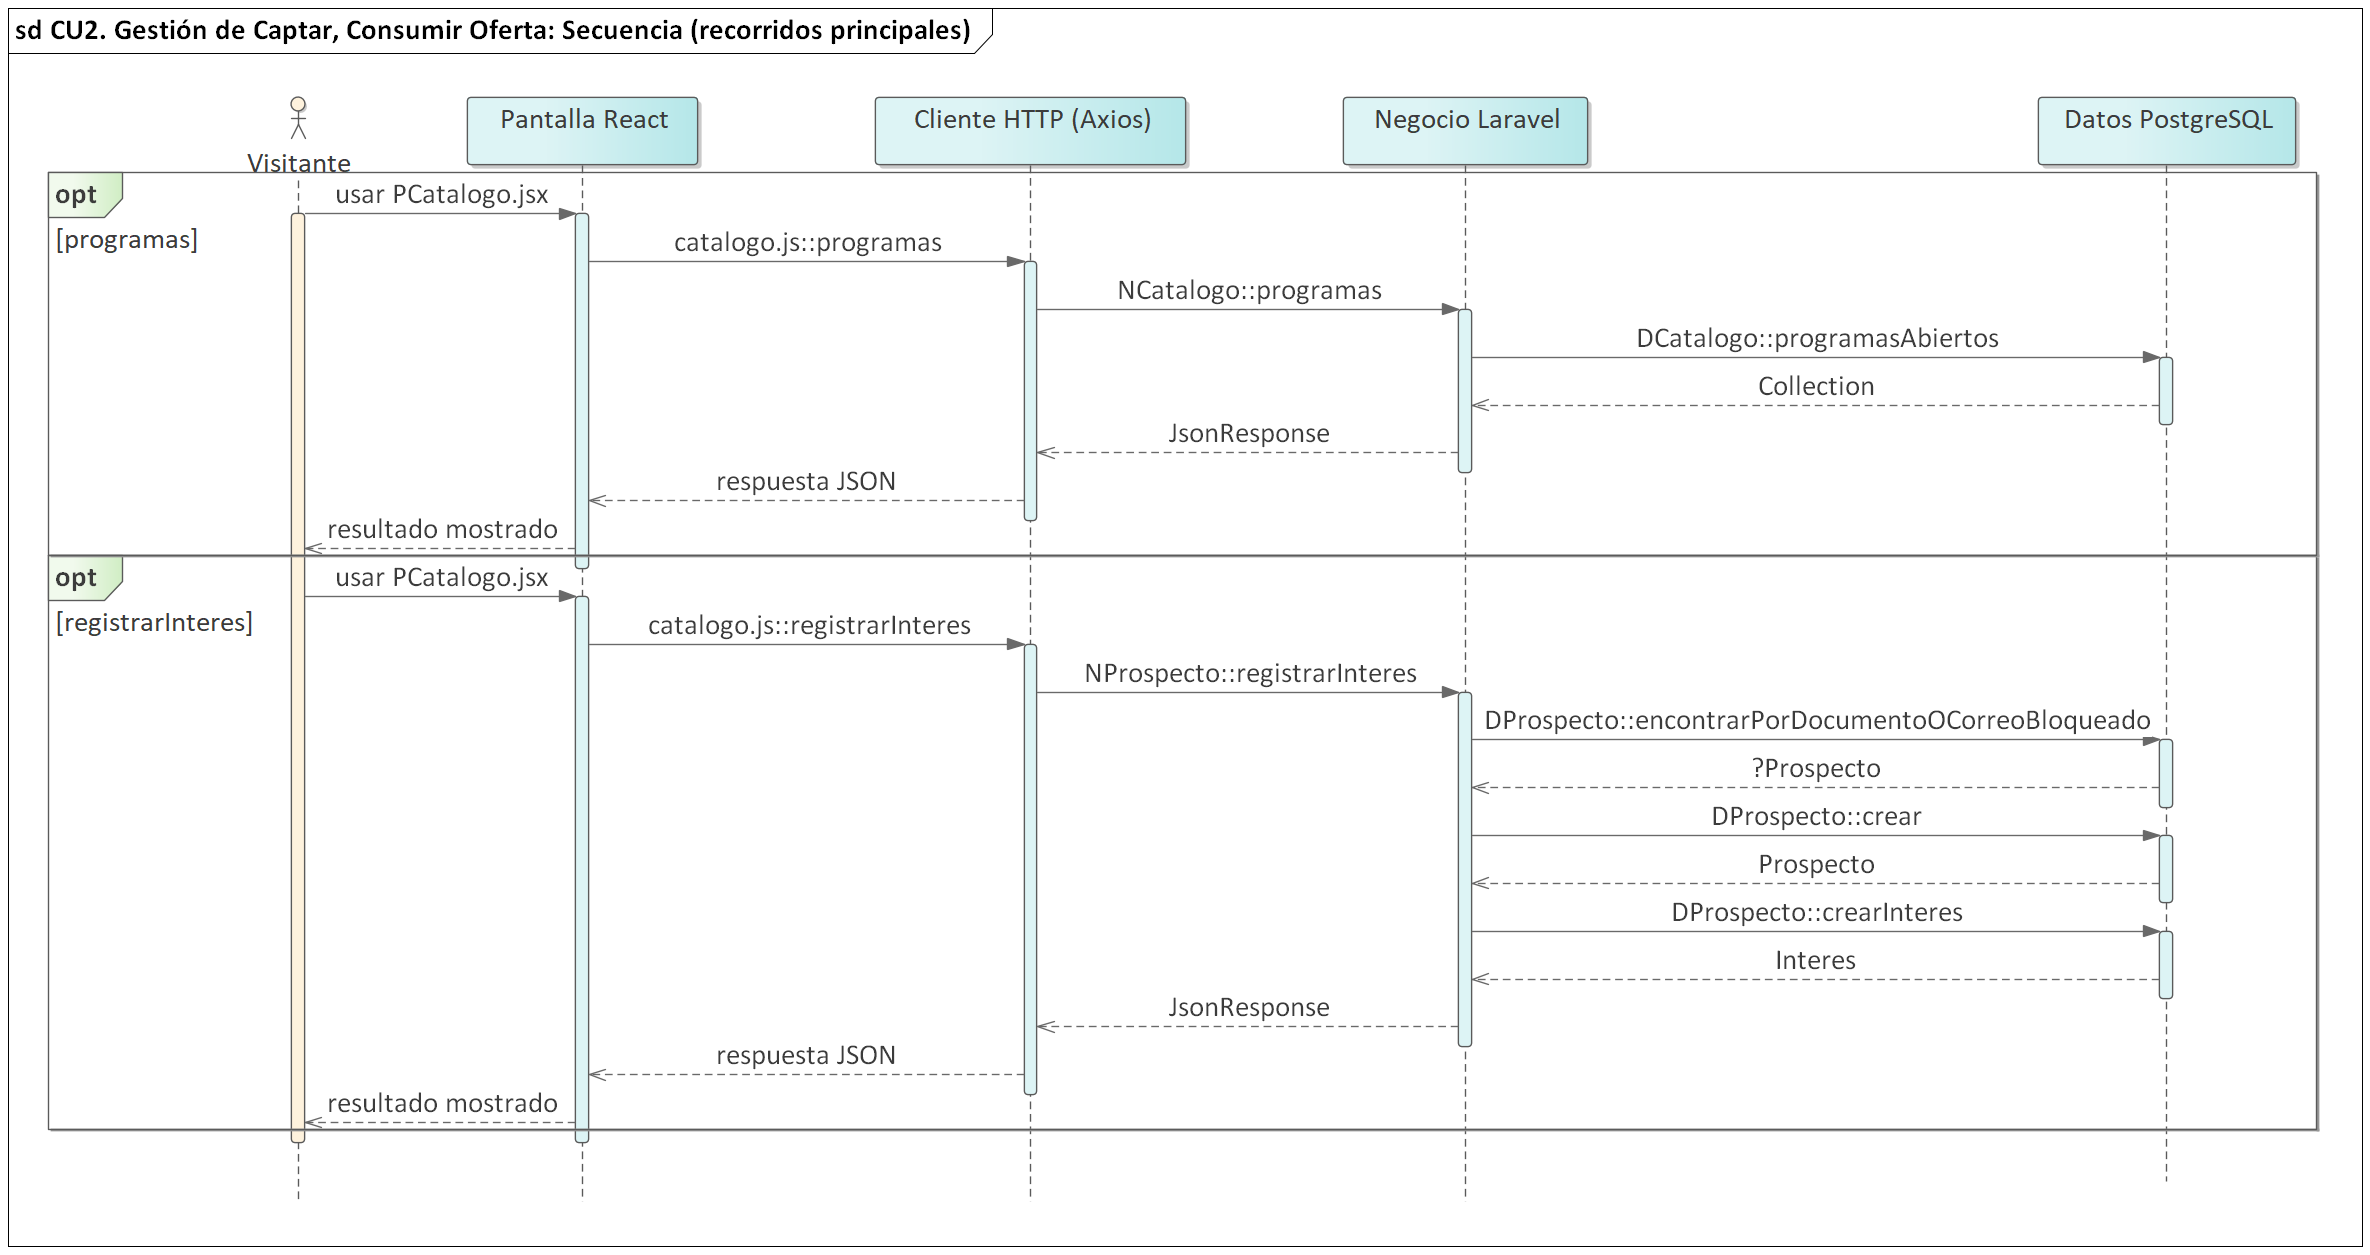 sd CU2. Gestión de Captar, Consumir Oferta: Secuencia (recorridos principales)
Visitante
Pantalla React
Cliente HTTP (Axios)
Negocio Laravel
Datos PostgreSQL
opt
[programas]
usar PCatalogo.jsx
catalogo.js::programas
NCatalogo::programas
DCatalogo::programasAbiertos
Collection
JsonResponse
respuesta JSON
resultado mostrado
opt
[registrarInteres]
usar PCatalogo.jsx
catalogo.js::registrarInteres
NProspecto::registrarInteres
DProspecto::encontrarPorDocumentoOCorreoBloqueado
?Prospecto
DProspecto::crear
Prospecto
DProspecto::crearInteres
Interes
JsonResponse
respuesta JSON
resultado mostrado